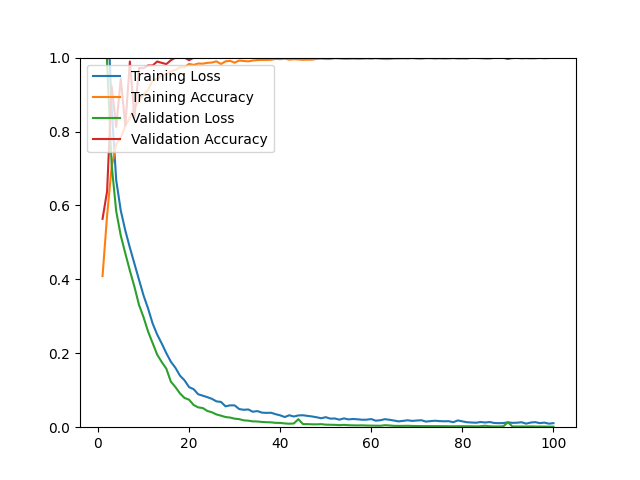 1.0
0.8
0.6
0.4
0.2
0.0
Training Loss
Training Accuracy
Validation Loss
Validation Accuracy
0 20 40 60 80 100